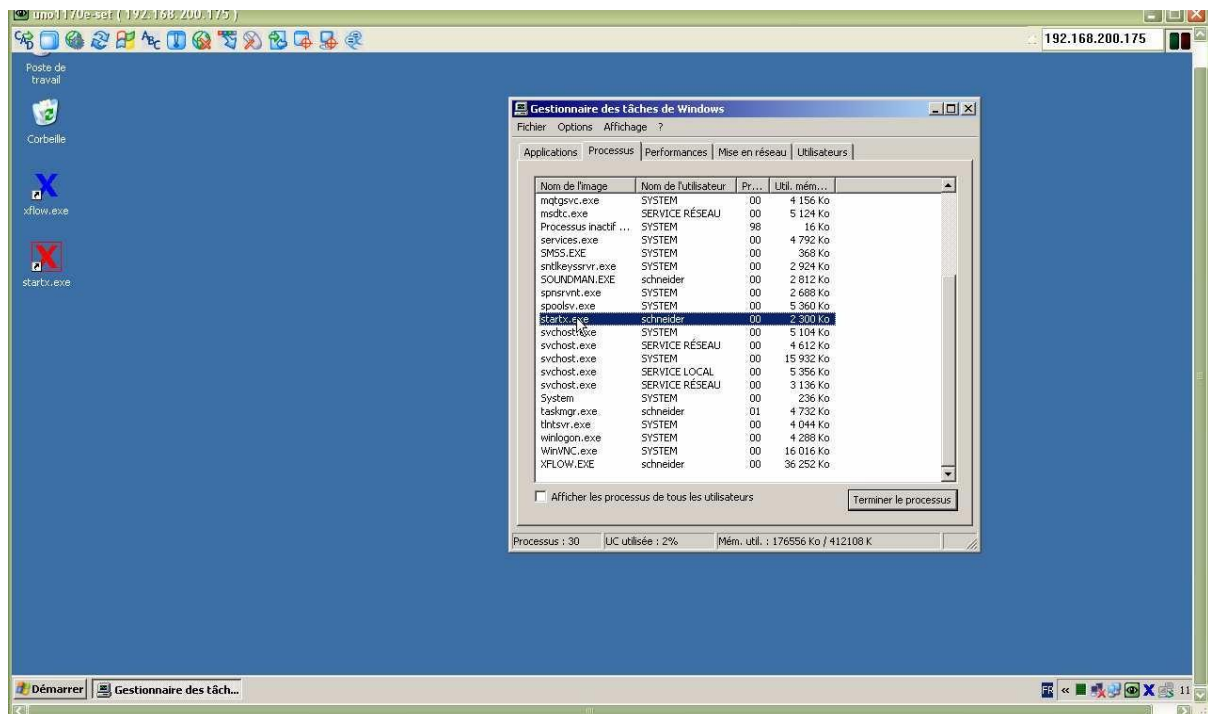 uno1170e-set ( 192.168.200.175 )
192.168.200.175
Poste de
travail
Corbeille
xflow.exe
startx.exe
Gestionnaire des tâches de Windows
Fichier Options Affichage ?
Applications Processus Performances Mise en réseau Utilisateurs
Nom de l'image Nom de l'utilisateur Pr... Util. mém...
mqtgsvc.exe SYSTEM 00 4 156 Ko
msdtc.exe SERVICE RÉSEAU 00 5 124 Ko
Processus inactif ... SYSTEM 98 16 Ko
services.exe SYSTEM 00 4 792 Ko
SMSS.EXE SYSTEM 00 368 Ko
sntlkeyssrvr.exe SYSTEM 00 2 924 Ko
SOUNDMAN.EXE schneider 00 2 812 Ko
spnsrvnt.exe SYSTEM 00 2 688 Ko
spoolsv.exe SYSTEM 00 5 360 Ko
startx.exe schneider 00 2 300 Ko
svchost.exe SYSTEM 00 5 104 Ko
svchost.exe SERVICE RÉSEAU 00 4 612 Ko
svchost.exe SYSTEM 00 15 932 Ko
svchost.exe SERVICE LOCAL 00 5 356 Ko
svchost.exe SERVICE RÉSEAU 00 3 136 Ko
System SYSTEM 00 236 Ko
taskmgr.exe schneider 01 4 732 Ko
tlntsvr.exe SYSTEM 00 4 044 Ko
winlogon.exe SYSTEM 00 4 288 Ko
WinVNC.exe SYSTEM 00 16 016 Ko
XFLOW.EXE schneider 00 36 252 Ko
Afficher les processus de tous les utilisateurs
Terminer le processus
Processus : 30 UC utilisée : 2% Mém. util. : 176556 Ko / 412108 K
Démarrer Gestionnaire des tâch... FR « X 11